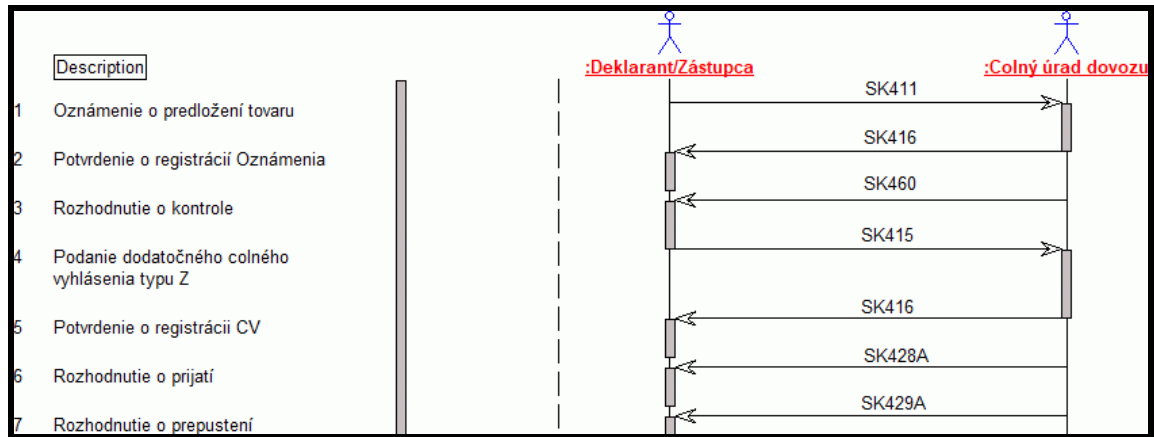 Description
:Deklarant/Zástupca
:Colný úrad dovozu
SK411
1 Oznámenie o predložení tovaru
SK416
2 Potvrdenie o registrácií Oznámenia
SK460
3 Rozhodnutie o kontrole
SK415
4 Podanie dodatočného colného
vyhlásenia typu Z
SK416
5 Potvrdenie o registrácii CV
SK428A
6 Rozhodnutie o prijatí
SK429A
7 Rozhodnutie o prepustení